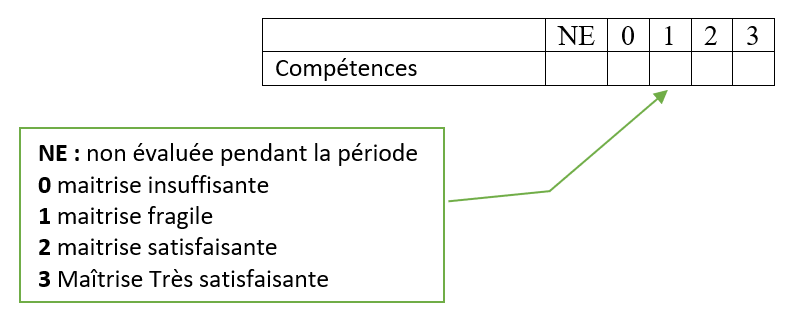 NE 0 1 2 3
Compétences
NE : non évaluée pendant la période
0 maitrise insuffisante
1 maitrise fragile
2 maitrise satisfaisante
3 Maîtrise Très satisfaisante